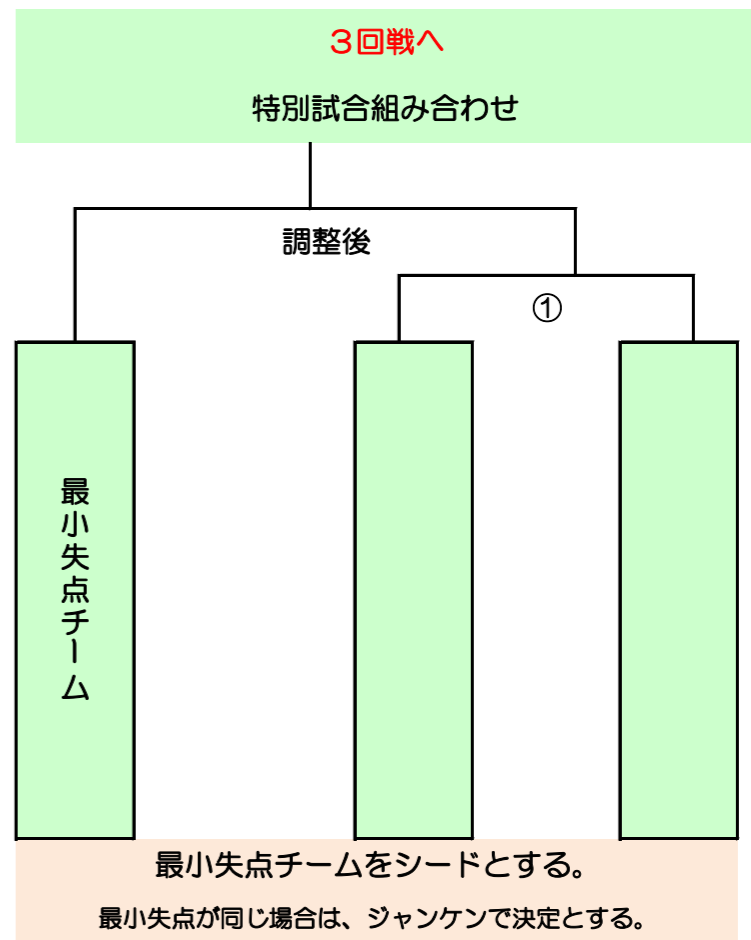 ３回戦へ
特別試合組み合わせ
調整後
①
最小失点チーム
最小失点チームをシードとする。
最小失点が同じ場合は、ジャンケンで決定とする。